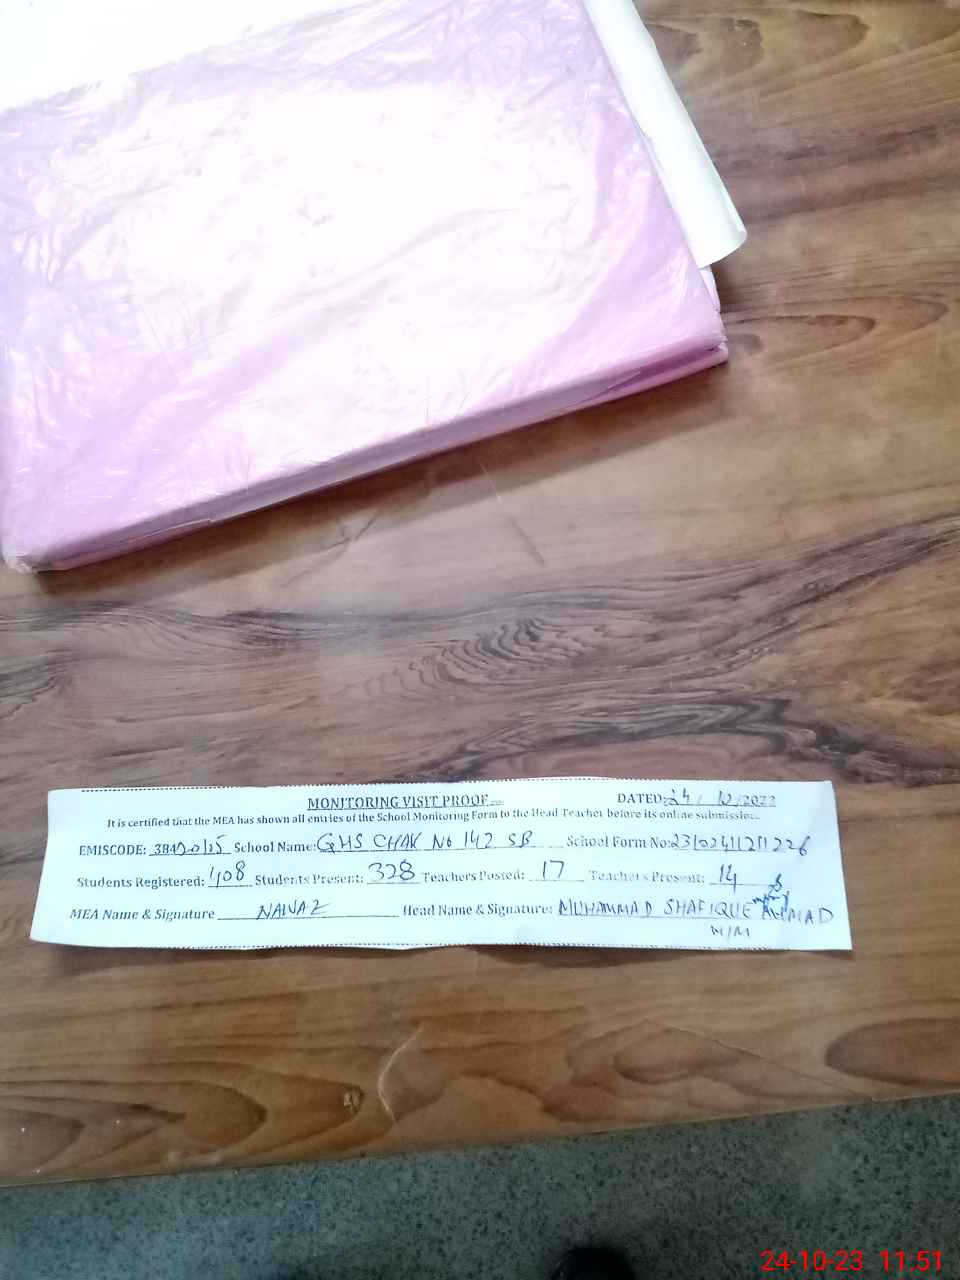 MONITORING VISIT PROOF
DATED: 24 / 10 /2023
It is certified that the MEA has shown all entries of the School Monitoring Form to the Head Teacher before its online submission.
EMISCODE: School Name: GHS CHAK No 142 SB School Form No:
Students Registered: 408 Students Present: 328 Teachers Posted: 17 Teachers Present: 14
MEA Name & Signature NAWAZ Head Name & Signature: MUHAMMAD SHAFIQUE AHMAD
H/M
24-10-23 11.51